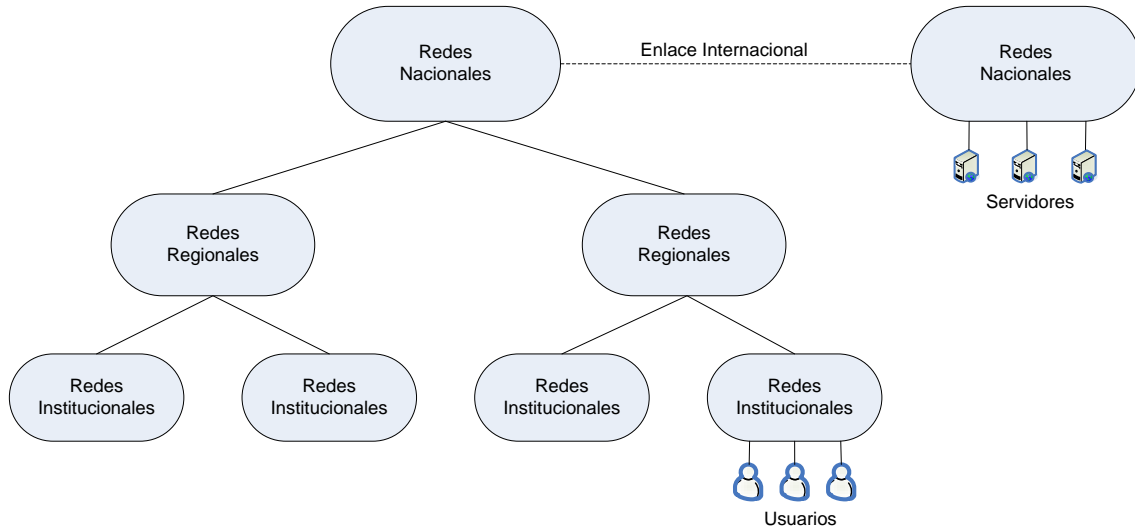 Redes
Nacionales
Enlace Internacional
Redes
Nacionales
Servidores
Redes
Regionales
Redes
Regionales
Redes
Institucionales
Redes
Institucionales
Redes
Institucionales
Redes
Institucionales
Usuarios